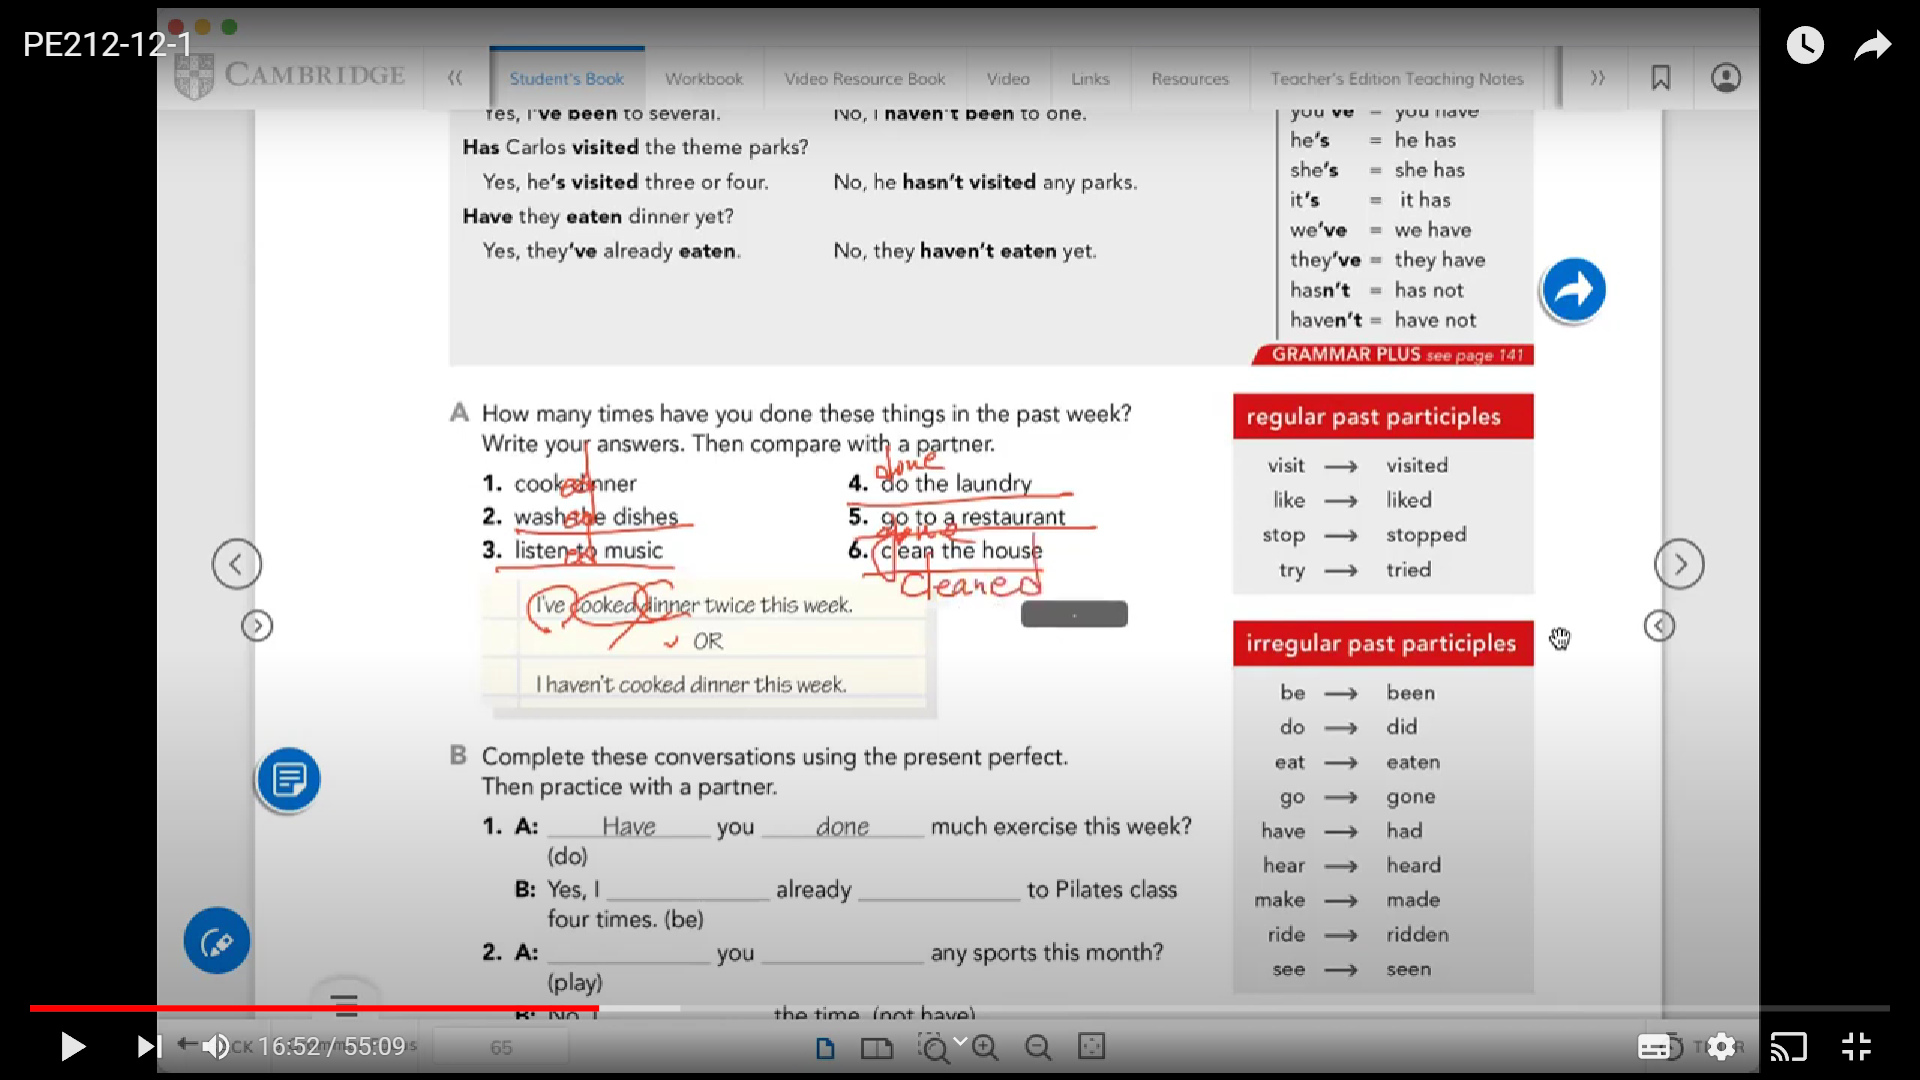 PE212-12-1
CAMBRIDGE
Student's Book
Workbook
Video Resource Book
Video
Links
Resources
Teacher's Edition Teaching Notes
Yes, I've been to several. No, I haven't been to one.
Has Carlos visited the theme parks?
Yes, he's visited three or four. No, he hasn't visited any parks.
Have they eaten dinner yet?
Yes, they've already eaten. No, they haven't eaten yet.
you've = you have
he's = he has
she's = she has
it's = it has
we've = we have
they've = they have
hasn't = has not
haven't = have not
GRAMMAR PLUS see page 141
A How many times have you done these things in the past week?
Write your answers. Then compare with a partner.
1. cook dinner
2. wash the dishes
3. listen to music
done
4. do the laundry
5. go to a restaurant
gone
6. clean the house
cleaned
I've cooked dinner twice this week.
OR
I haven't cooked dinner this week.
B Complete these conversations using the present perfect.
Then practice with a partner.
1. A: Have you done much exercise this week?
(do)
B: Yes, I ____ already ____ to Pilates class
four times. (be)
2. A: ____ you ____ any sports this month?
(play)
B: No, I ____ the time. (not have)
regular past participles
visit → visited
like → liked
stop → stopped
try → tried
irregular past participles
be → been
do → did
eat → eaten
go → gone
have → had
hear → heard
make → made
ride → ridden
see → seen
16:52 / 55:09
65